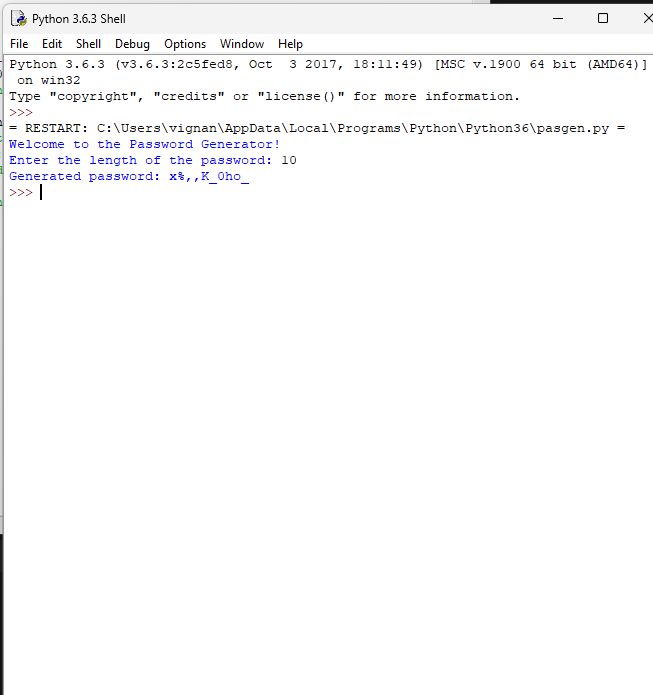 Python 3.6.3 Shell
File Edit Shell Debug Options Window Help
Python 3.6.3 (v3.6.3:2c5fed8, Oct  3 2017, 18:11:49) [MSC v.1900 64 bit (AMD64)]
 on win32
Type "copyright", "credits" or "license()" for more information.
>>>
= RESTART: C:\Users\vignan\AppData\Local\Programs\Python\Python36\pasgen.py =
Welcome to the Password Generator!
Enter the length of the password: 10
Generated password: x%,,K_0ho_
>>>